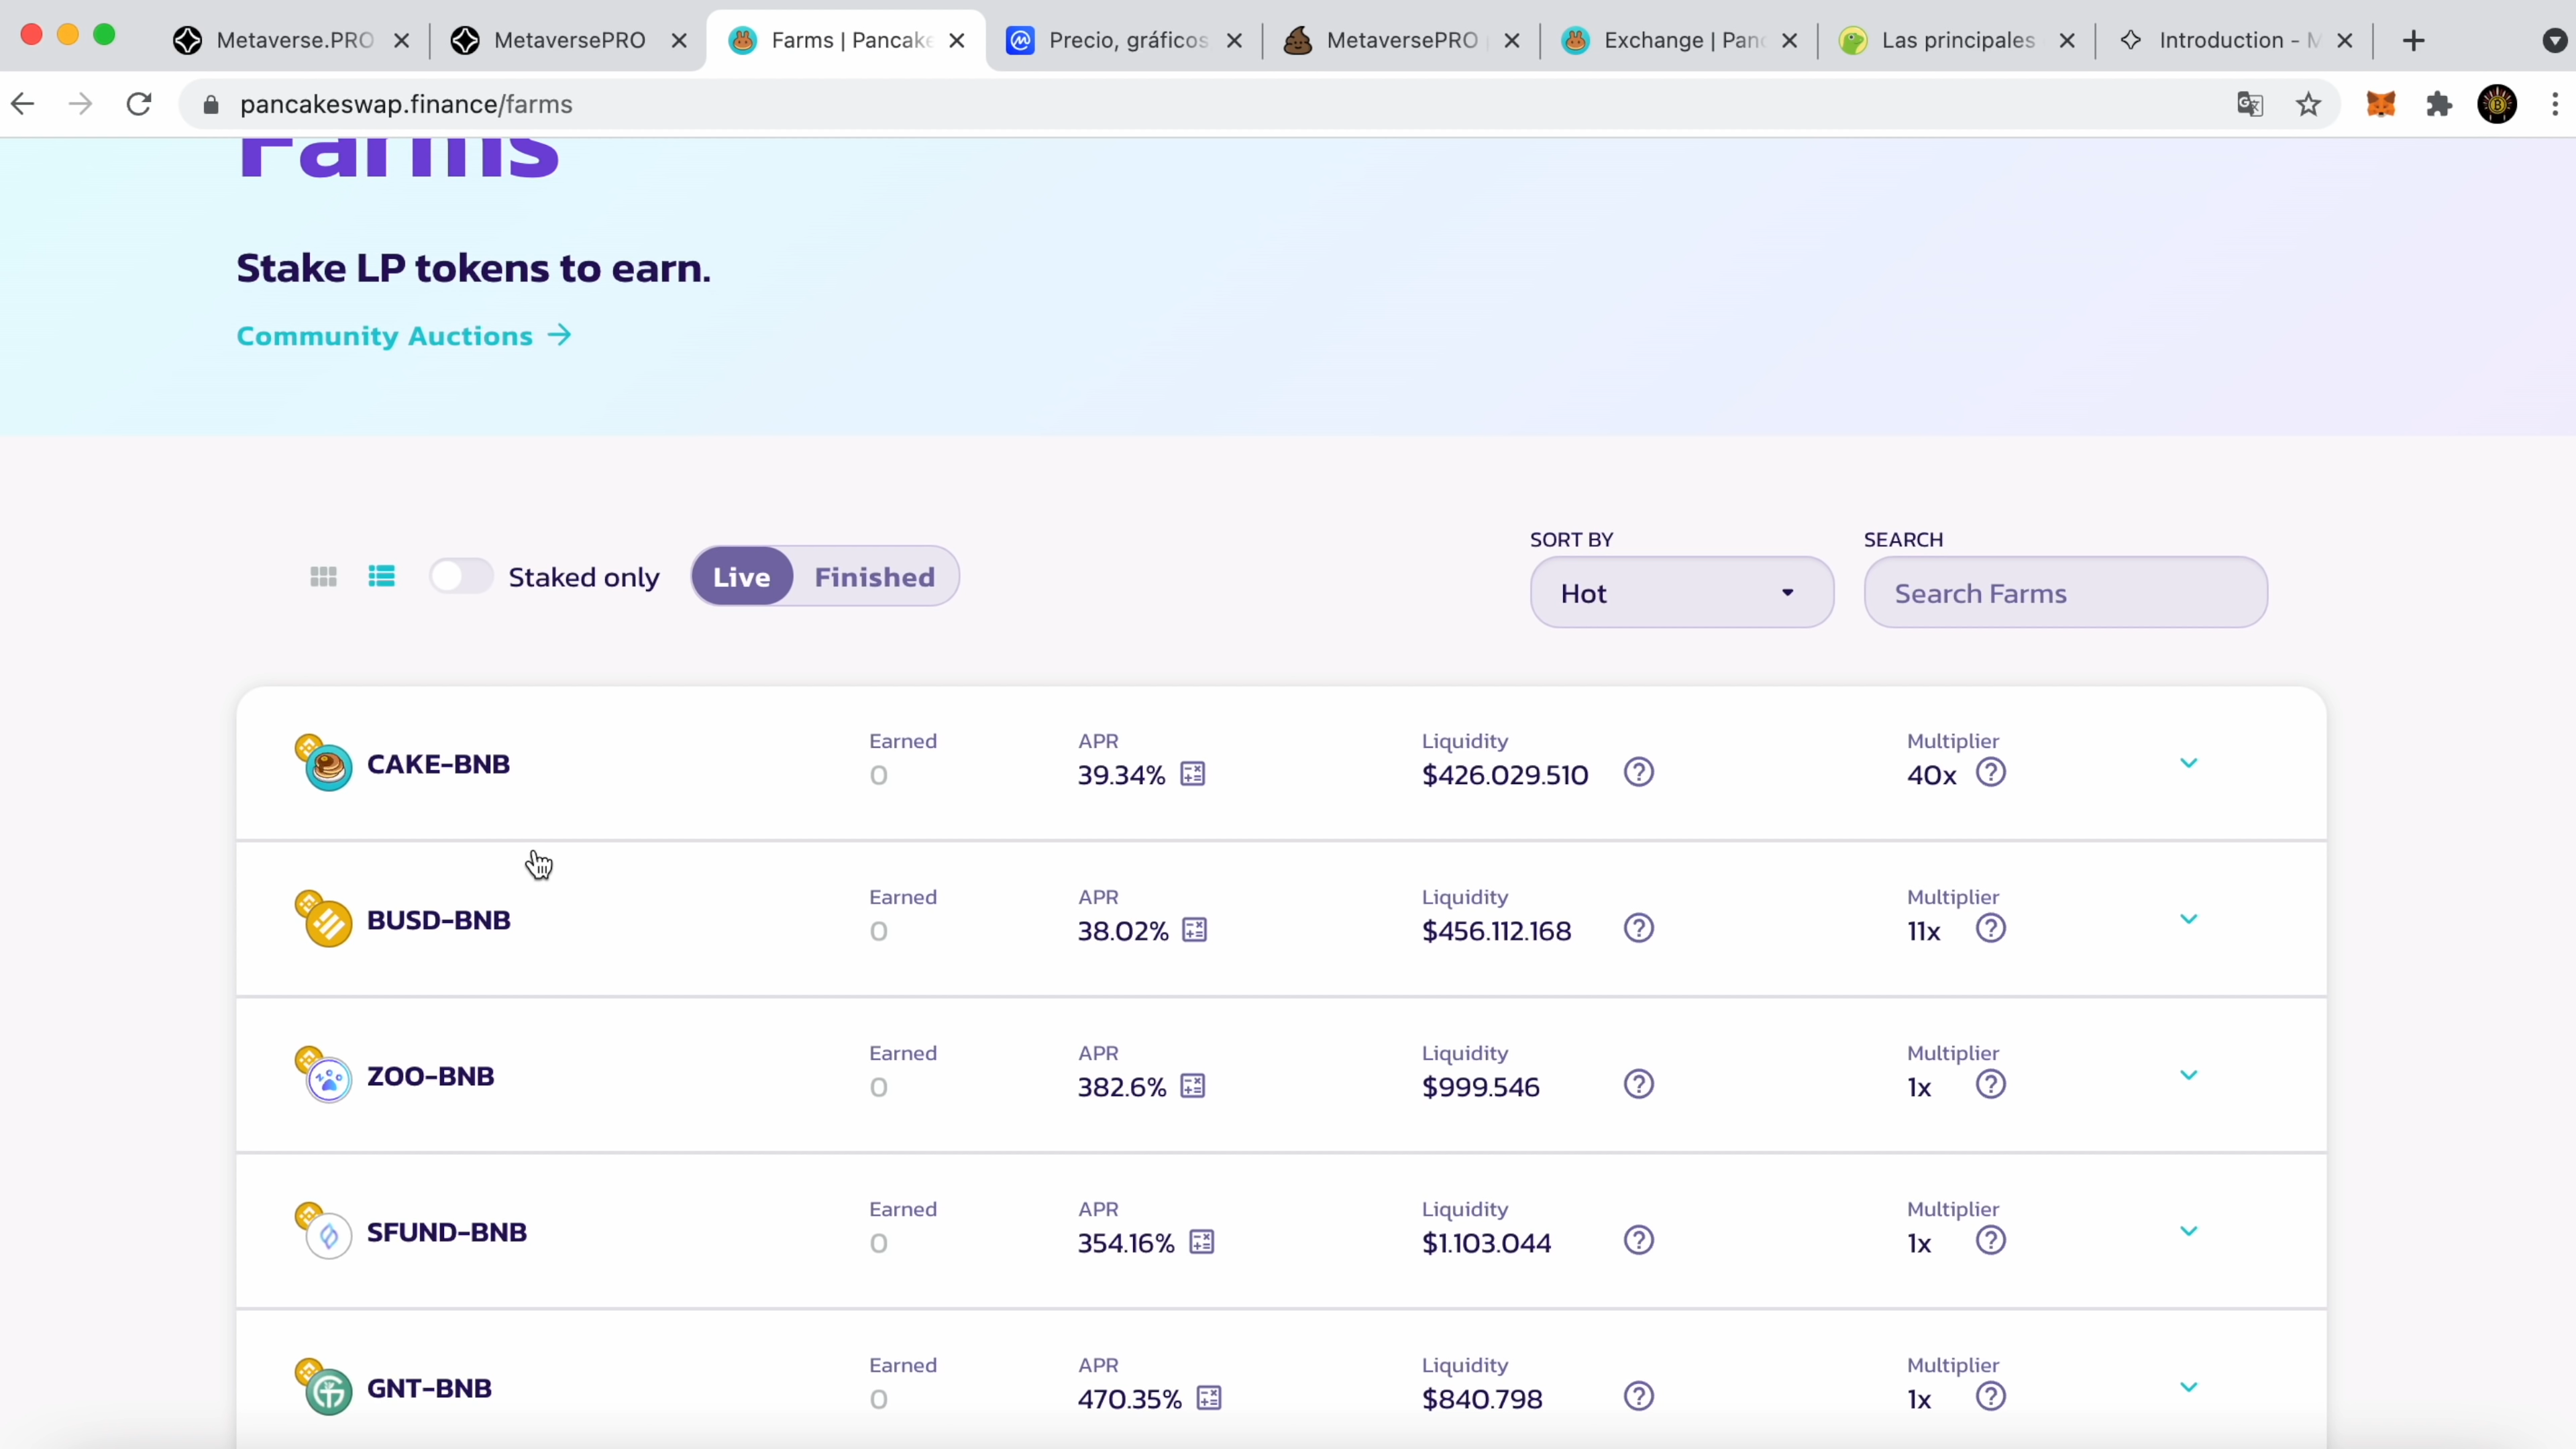 Metaverse.PRO
MetaversePRO
Farms | Pancake
Precio, gráficos
MetaversePRO
Exchange | Pan
Las principales
Introduction -
pancakeswap.finance/farms
Farms
Stake LP tokens to earn.
Community Auctions →
Staked only
Live
Finished
SORT BY
Hot
SEARCH
Search Farms
CAKE-BNB
Earned
0
APR
39.34%
Liquidity
$426.029.510
Multiplier
40x
BUSD-BNB
Earned
0
APR
38.02%
Liquidity
$456.112.168
Multiplier
11x
ZOO-BNB
Earned
0
APR
382.6%
Liquidity
$999.546
Multiplier
1x
SFUND-BNB
Earned
0
APR
354.16%
Liquidity
$1.103.044
Multiplier
1x
GNT-BNB
Earned
0
APR
470.35%
Liquidity
$840.798
Multiplier
1x